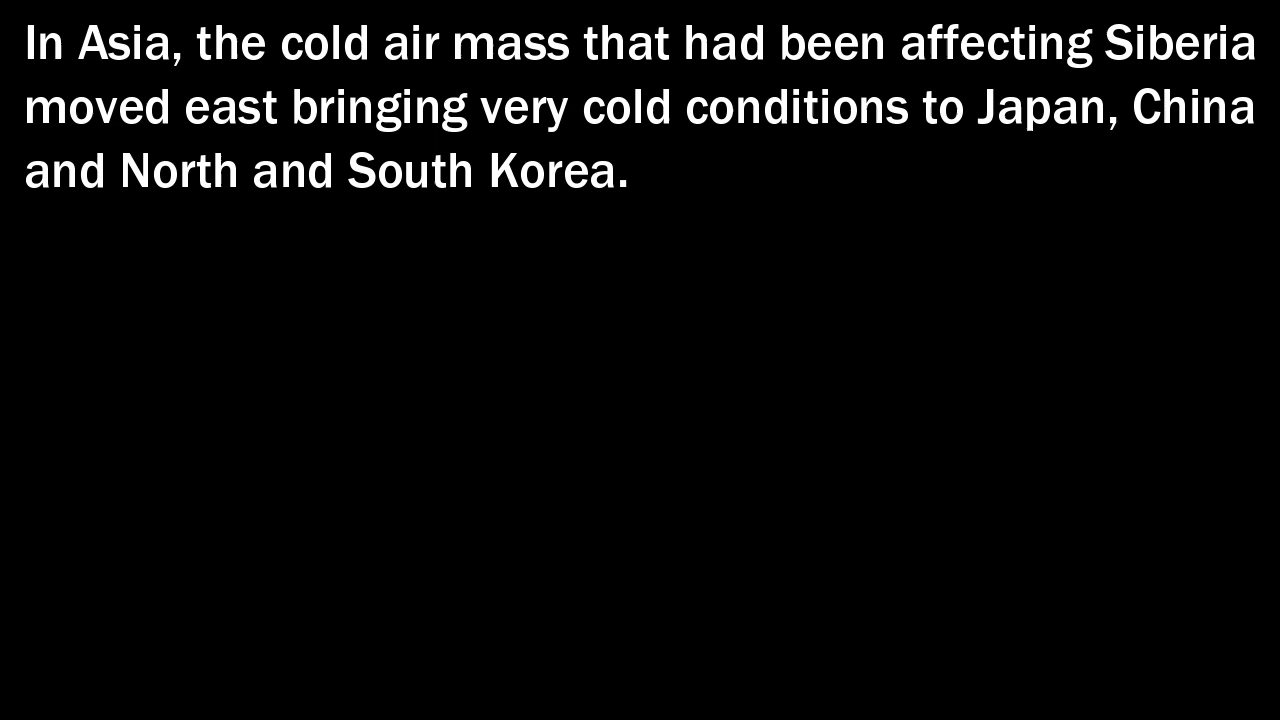 In Asia, the cold air mass that had been affecting Siberia
moved east bringing very cold conditions to Japan, China
and North and South Korea.